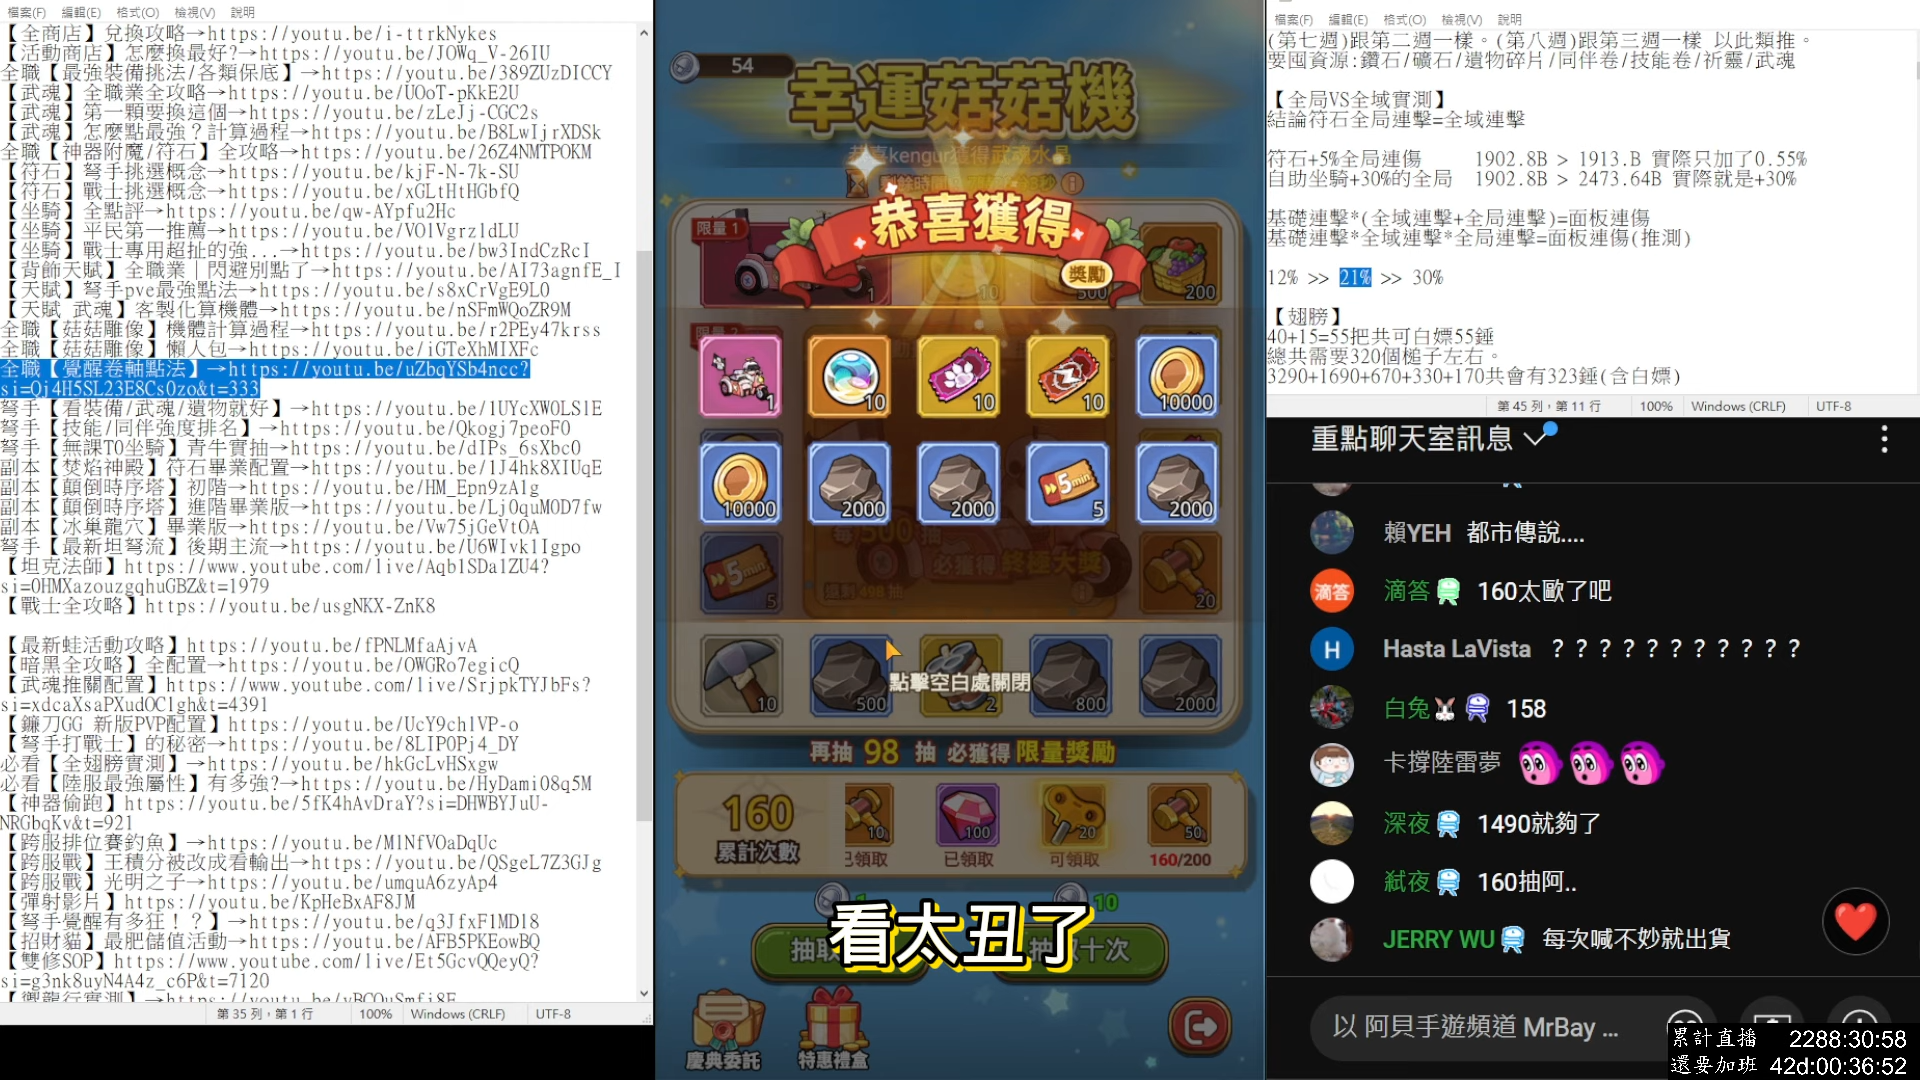 檔案(F) 編輯(E) 格式(O) 檢視(V) 說明
【全商店】兌換攻略→https://youtu.be/i-ttrkNykes
【活動商店】怎麼換最好?→https://youtu.be/JOWq_V-26IU
全職【最強裝備挑法/各類保底】→https://youtu.be/389ZUzDICCY
【武魂】全職業全攻略→https://youtu.be/UOoT-pKkE2U
【武魂】第一顆要換這個→https://youtu.be/zLeJj-CGC2s
【武魂】怎麼點最強？計算過程→https://youtu.be/B8LwIjrXDSk
全職【神器附魔/符石】全攻略→https://youtu.be/26Z4NMTPOKM
【符石】弩手挑選概念→https://youtu.be/kjF-N-7k-SU
【符石】戰士挑選概念→https://youtu.be/xGLtHtHGbfQ
【坐騎】全點評→https://youtu.be/qw-AYpfu2Hc
【坐騎】平民第一推薦→https://youtu.be/VO1Vgrz1dLU
【坐騎】戰士專用超扯的強...→https://youtu.be/bw3IndCzRcI
【背飾天賦】全職業｜閃避別點了→https://youtu.be/AI73agnfE_I
【天賦】弩手pve最強點法→https://youtu.be/s8xCrVgE9L0
【天賦 武魂】客製化算機體→https://youtu.be/nSFmWQoZR9M
全職【菇菇雕像】機體計算過程→https://youtu.be/r2PEy47krss
全職【菇菇雕像】懶人包→https://youtu.be/iGTeXhMIXFc
全職【覺醒卷軸點法】→https://youtu.be/uZbqYSb4ncc?
si=Qj4H5SL23E8Cs0zo&t=333
弩手【看裝備/武魂/遺物就好】→https://youtu.be/1UYcXW0LS1E
弩手【技能/同伴強度排名】→https://youtu.be/Qkogj7peoF0
弩手【無課T0坐騎】青牛實抽→https://youtu.be/dIPs_6sXbc0
副本【焚焰神殿】符石畢業配置→https://youtu.be/1J4hk8XIUqE
副本【顛倒時序塔】初階→https://youtu.be/HM_Epn9zA1g
副本【顛倒時序塔】進階畢業版→https://youtu.be/Lj0quM0D7fw
副本【冰巢龍穴】畢業版→https://youtu.be/Vw75jGeVtOA
弩手【最新坦弩流】後期主流→https://youtu.be/U6WIvk1Igpo
【坦克法師】https://www.youtube.com/live/Aqb1SDa1ZU4?
si=0HMXazouzgqhuGBZ&t=1979
【戰士全攻略】https://youtu.be/usgNKX-ZnK8
【最新蛙活動攻略】https://youtu.be/fPNLMfaAjvA
【暗黑全攻略】全配置→https://youtu.be/OWGRo7egicQ
【武魂推關配置】https://www.youtube.com/live/SrjpkTYJbFs?
si=xdcaXsaPXudOC1gh&t=4391
【鐮刀GG 新版PVP配置】https://youtu.be/UcY9ch1VP-o
【弩手打戰士】的秘密→https://youtu.be/8LIP0Pj4_DY
必看【全翅膀實測】https://youtu.be/hkGcLvHSxgw
必看【陸服最強屬性】有多強?→https://youtu.be/HyDami08q5M
【神器偷跑】https://youtu.be/5fK4hAvDraY?si=DHWBYJuU-
NRGbqKv&t=921
【跨服排位賽釣魚】→https://youtu.be/M1NfVOaDqUc
【跨服戰】王積分被改成看輸出→https://youtu.be/QSgeL7Z3GJg
【跨服戰】光明之子→https://youtu.be/umquA6zyAp4
【彈射影片】https://youtu.be/KpHeBxAF8JM
【弩手覺醒有多狂！？】→https://youtu.be/q3JfxF1MD18
【招財貓】最肥儲值活動→https://youtu.be/AFB5PKEowBQ
【雙修SOP】https://www.youtube.com/live/Et5GcvQQeyQ?
si=g3nk8uyN4A4z_c6P&t=7120
第 35 列，第 1 行 100% Windows (CRLF) UTF-8
54
幸運菇菇機
恭喜kengur獲得武魂水晶
恭喜獲得
獎勵
限量 1
1
10
500
200
1
10
10
10
10000
10000
2000
2000
5min
5
2000
5min
5
每500抽
必獲得 終極大獎
還剩498抽
20
10
500
2
800
2000
點擊空白處關閉
再抽 98 抽 必獲得限量獎勵
160
累計次數
10
100
20
50
已領取
已領取
可領取
160/200
10
看太丑了
慶典委託
特惠禮盒
檔案(F) 編輯(E) 格式(O) 檢視(V) 說明
(第七週)跟第二週一樣。(第八週)跟第三週一樣 以此類推。
要囤資源:鑽石/礦石/遺物碎片/同伴卷/技能卷/祈靈/武魂
【全局VS全域實測】
結論符石全局連擊=全域連擊
符石+5%全局連傷 1902.8B > 1913.B 實際只加了0.55%
自助坐騎+30%的全局 1902.8B > 2473.64B 實際就是+30%
基礎連擊*(全域連擊+全局連擊)=面板連傷
基礎連擊*全域連擊*全局連擊=面板連傷(推測)
12% >> 21% >> 30%
【翅膀】
40+15=55把共可白嫖55錘
總共需要320個槌子左右。
3290+1690+670+330+170共會有323錘(含白嫖)
第 45 列，第 11 行 100% Windows (CRLF) UTF-8
重點聊天室訊息
賴YEH 都市傳說....
滴答 滴答 160太歐了吧
H Hasta LaVista ？？？？？？？？？？？
白兔 158
卡撐陸雷夢
深夜 1490就夠了
弒夜 160抽阿..
JERRY WU 每次喊不妙就出貨
以 阿貝手遊頻道 MrBay ...
累計直播 2288:30:58
還要加班 42d:00:36:52